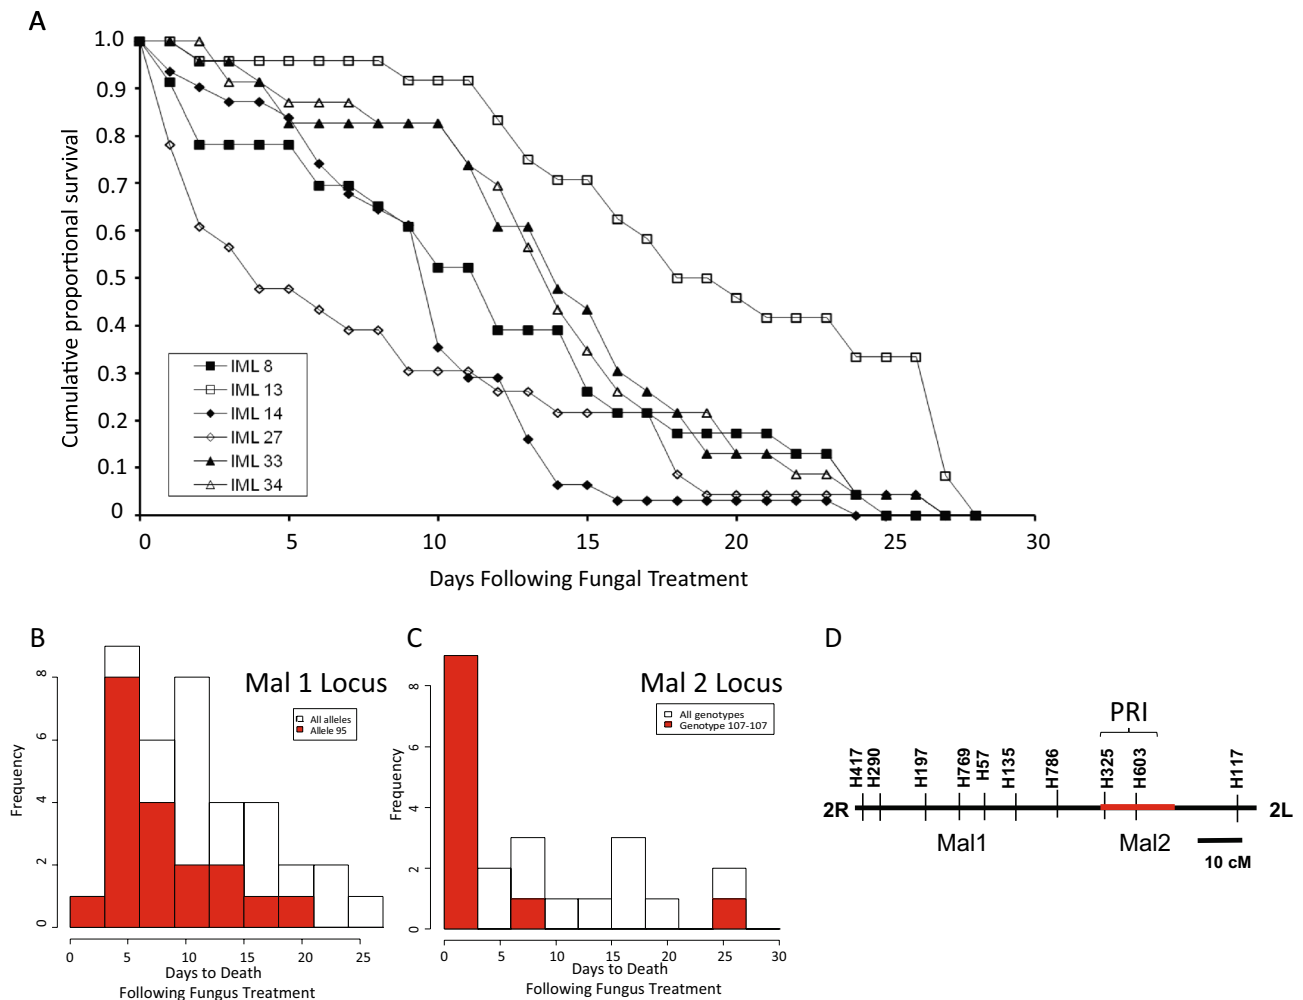 A
Cumulative proportional survival
1.0
0.9
0.8
0.7
0.6
0.5
0.4
0.3
0.2
0.1
0
IML 8
IML 13
IML 14
IML 27
IML 33
IML 34
0 5 10 15 20 25 30
Days Following Fungal Treatment
B
Mal 1 Locus
All alleles
Allele 95
Frequency
8
6
4
2
0
0 5 10 15 20 25
Days to Death
Following Fungus Treatment
C
Mal 2 Locus
All genotypes
Genotype 107-107
Frequency
8
6
4
2
0
0 5 10 15 20 25 30
Days to Death
Following Fungus Treatment
D
PRI
H417 H290 H197 H769 H57 H135 H786 H325 H603 H117
2R 2L
Mal1 Mal2
10 cM